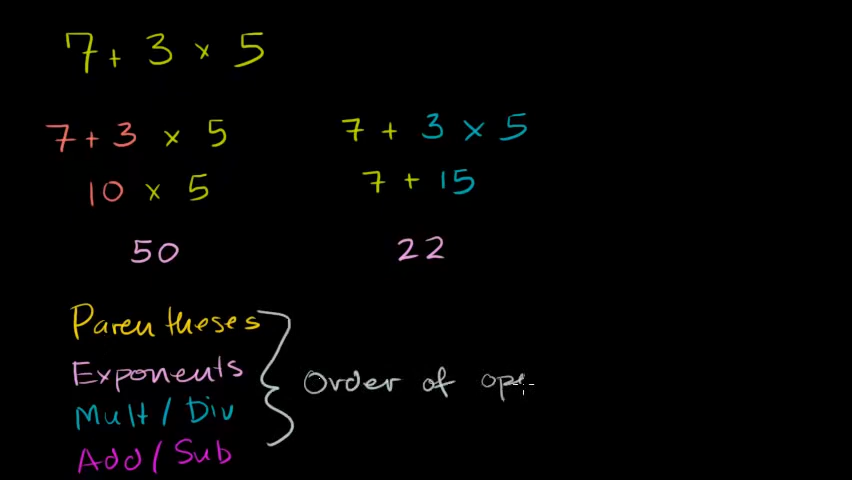 7 + 3 × 5
7 + 3 × 5
10 × 5
50
7 + 3 × 5
7 + 15
22
Parentheses
Exponents
Mult / Div
Add / Sub
Order of ope